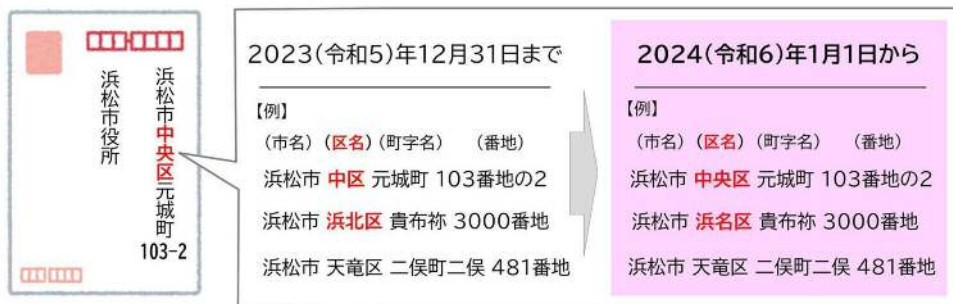 浜松市中央区元城町
103-2
浜松市役所
2023(令和5)年12月31日まで
【例】
(市名) (区名) (町字名) (番地)
浜松市 中区 元城町 103番地の2
浜松市 浜北区 貴布祢 3000番地
浜松市 天竜区 二俣町二俣 481番地
2024(令和6)年1月1日から
【例】
(市名) (区名) (町字名) (番地)
浜松市 中央区 元城町 103番地の2
浜松市 浜名区 貴布祢 3000番地
浜松市 天竜区 二俣町二俣 481番地